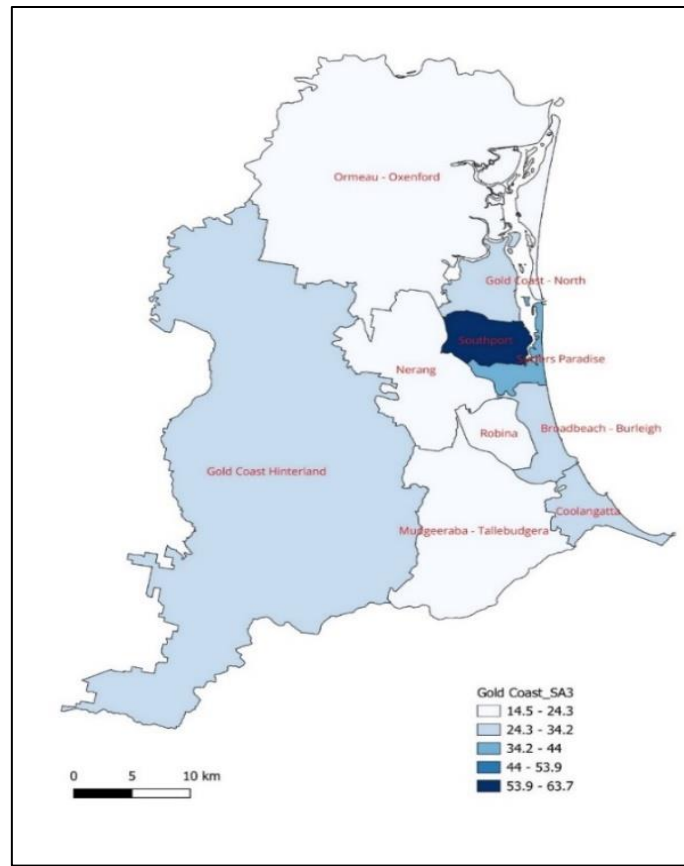 Ormeau - Oxenford
Gold Coast - North
Southport
Surfers Paradise
Nerang
Broadbeach - Burleigh
Robina
Gold Coast Hinterland
Coolangatta
Mudgeeraba - Tallebudgera
Gold Coast_SA3
14.5 - 24.3
24.3 - 34.2
34.2 - 44
44 - 53.9
53.9 - 63.7
0 5 10 km